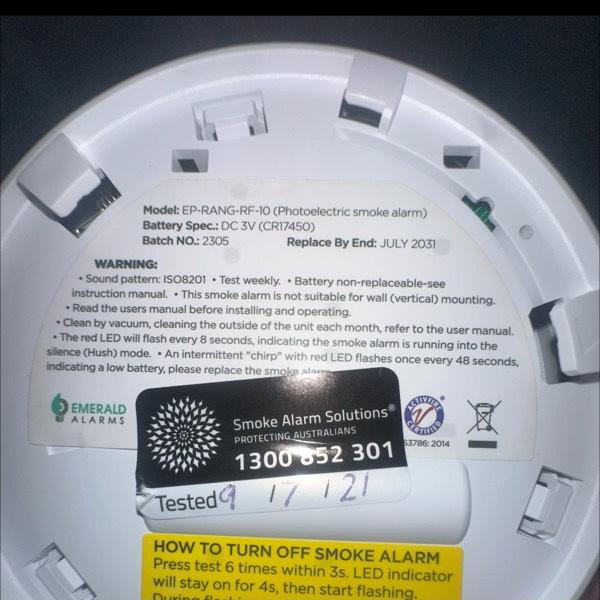 Model: EP-RANG-RF-10 (Photoelectric smoke alarm)
Battery Spec.: DC 3V (CR17450)
Batch NO.: 2305 Replace By End: JULY 2031
WARNING:
• Sound pattern: ISO8201 • Test weekly. • Battery non-replaceable-see
instruction manual. • This smoke alarm is not suitable for wall (vertical) mounting.
• Read the users manual before installing and operating.
• Clean by vacuum, cleaning the outside of the unit each month, refer to the user manual.
• The red LED will flash every 8 seconds, indicating the smoke alarm is running into the
silence (Hush) mode. • An intermittent "chirp" with red LED flashes once every 48 seconds,
indicating a low battery, please replace the smoke alarm
EMERALD
ALARMS
Smoke Alarm Solutions®
PROTECTING AUSTRALIANS
1300 852 301
Tested 9 / 7 / 21
ACTIVFIRE
CERTIFIED
53786: 2014
HOW TO TURN OFF SMOKE ALARM
Press test 6 times within 3s. LED indicator
will stay on for 4s, then start flashing.